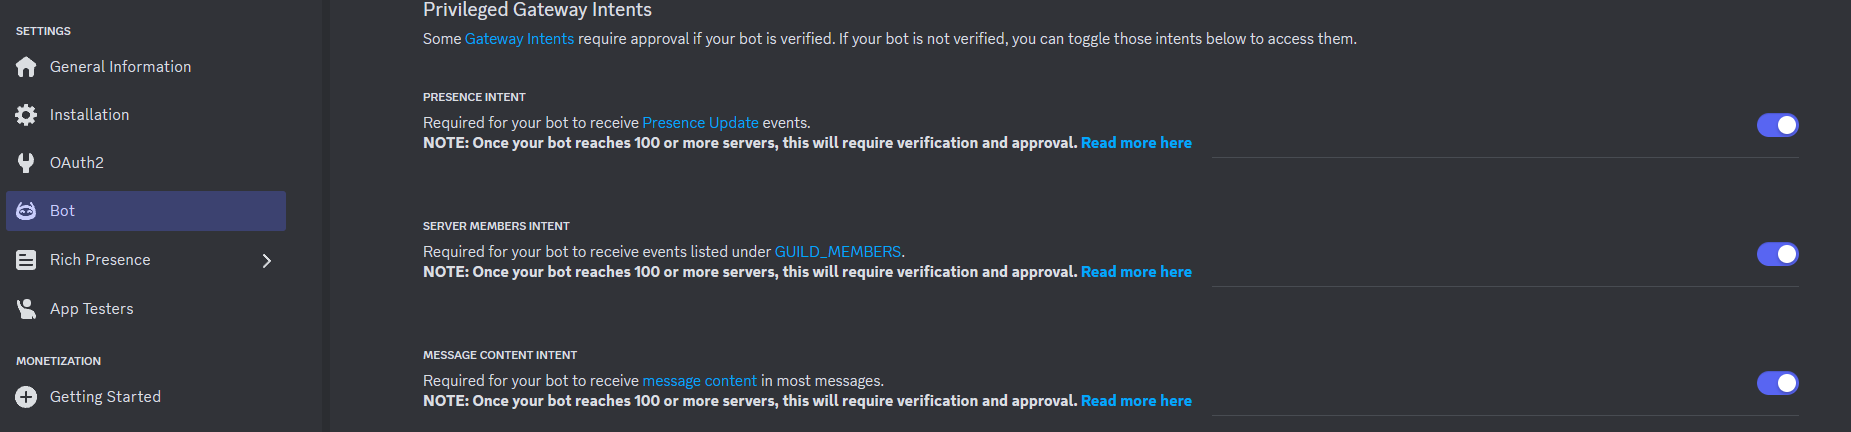 SETTINGS
General Information
Installation
OAuth2
Bot
Rich Presence
App Testers
MONETIZATION
Getting Started
Privileged Gateway Intents
Some Gateway Intents require approval if your bot is verified. If your bot is not verified, you can toggle those intents below to access them.
PRESENCE INTENT
Required for your bot to receive Presence Update events.
NOTE: Once your bot reaches 100 or more servers, this will require verification and approval. Read more here
SERVER MEMBERS INTENT
Required for your bot to receive events listed under GUILD_MEMBERS.
NOTE: Once your bot reaches 100 or more servers, this will require verification and approval. Read more here
MESSAGE CONTENT INTENT
Required for your bot to receive message content in most messages.
NOTE: Once your bot reaches 100 or more servers, this will require verification and approval. Read more here